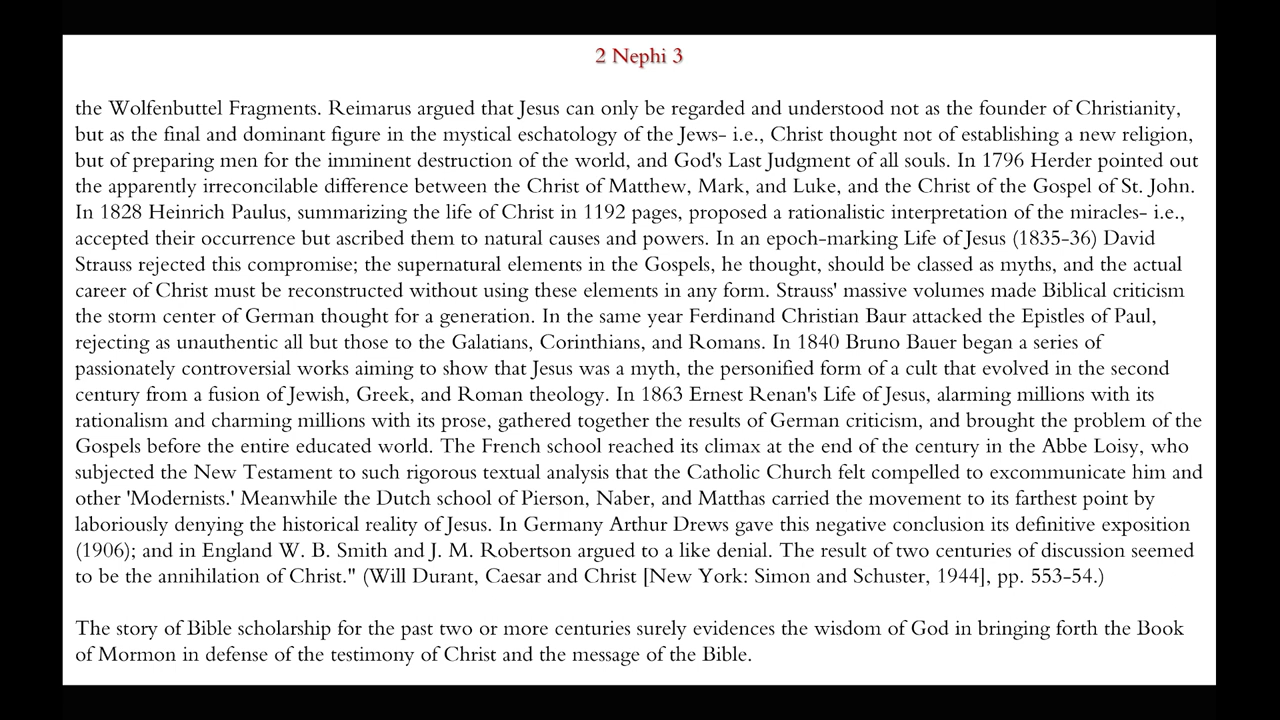 2 Nephi 3
the Wolfenbuttel Fragments. Reimarus argued that Jesus can only be regarded and understood not as the founder of Christianity,
but as the final and dominant figure in the mystical eschatology of the Jews- i.e., Christ thought not of establishing a new religion,
but of preparing men for the imminent destruction of the world, and God's Last Judgment of all souls. In 1796 Herder pointed out
the apparently irreconcilable difference between the Christ of Matthew, Mark, and Luke, and the Christ of the Gospel of St. John.
In 1828 Heinrich Paulus, summarizing the life of Christ in 1192 pages, proposed a rationalistic interpretation of the miracles- i.e.,
accepted their occurrence but ascribed them to natural causes and powers. In an epoch-marking Life of Jesus (1835-36) David
Strauss rejected this compromise; the supernatural elements in the Gospels, he thought, should be classed as myths, and the actual
career of Christ must be reconstructed without using these elements in any form. Strauss' massive volumes made Biblical criticism
the storm center of German thought for a generation. In the same year Ferdinand Christian Baur attacked the Epistles of Paul,
rejecting as unauthentic all but those to the Galatians, Corinthians, and Romans. In 1840 Bruno Bauer began a series of
passionately controversial works aiming to show that Jesus was a myth, the personified form of a cult that evolved in the second
century from a fusion of Jewish, Greek, and Roman theology. In 1863 Ernest Renan's Life of Jesus, alarming millions with its
rationalism and charming millions with its prose, gathered together the results of German criticism, and brought the problem of the
Gospels before the entire educated world. The French school reached its climax at the end of the century in the Abbe Loisy, who
subjected the New Testament to such rigorous textual analysis that the Catholic Church felt compelled to excommunicate him and
other 'Modernists.' Meanwhile the Dutch school of Pierson, Naber, and Matthas carried the movement to its farthest point by
laboriously denying the historical reality of Jesus. In Germany Arthur Drews gave this negative conclusion its definitive exposition
(1906); and in England W. B. Smith and J. M. Robertson argued to a like denial. The result of two centuries of discussion seemed
to be the annihilation of Christ." (Will Durant, Caesar and Christ [New York: Simon and Schuster, 1944], pp. 553-54.)
The story of Bible scholarship for the past two or more centuries surely evidences the wisdom of God in bringing forth the Book
of Mormon in defense of the testimony of Christ and the message of the Bible.